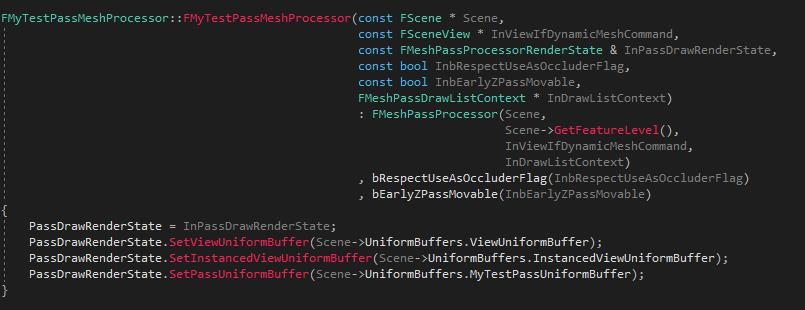 FMyTestPassMeshProcessor::FMyTestPassMeshProcessor(const FScene * Scene,
const FSceneView * InViewIfDynamicMeshCommand,
const FMeshPassProcessorRenderState & InPassDrawRenderState,
const bool InbRespectUseAsOccluderFlag,
const bool InbEarlyZPassMovable,
FMeshPassDrawListContext * InDrawListContext)
: FMeshPassProcessor(Scene,
Scene->GetFeatureLevel(),
InViewIfDynamicMeshCommand,
InDrawListContext)
, bRespectUseAsOccluderFlag(InbRespectUseAsOccluderFlag)
, bEarlyZPassMovable(InbEarlyZPassMovable)
{
PassDrawRenderState = InPassDrawRenderState;
PassDrawRenderState.SetViewUniformBuffer(Scene->UniformBuffers.ViewUniformBuffer);
PassDrawRenderState.SetInstancedViewUniformBuffer(Scene->UniformBuffers.InstancedViewUniformBuffer);
PassDrawRenderState.SetPassUniformBuffer(Scene->UniformBuffers.MyTestPassUniformBuffer);
}